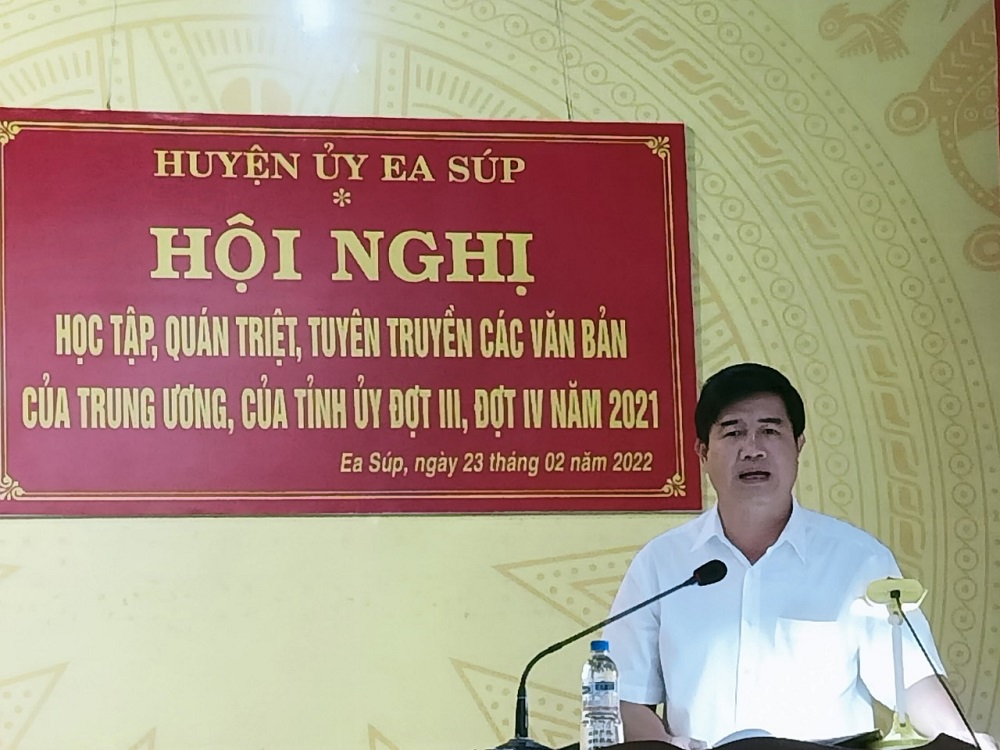 HUYỆN ỦY EA SÚP
*
HỘI NGHỊ
HỌC TẬP, QUÁN TRIỆT, TUYÊN TRUYỀN CÁC VĂN BẢN
CỦA TRUNG ƯƠNG, CỦA TỈNH ỦY ĐỢT III, ĐỢT IV NĂM 2021
Ea Súp, ngày 23 tháng 02 năm 2022